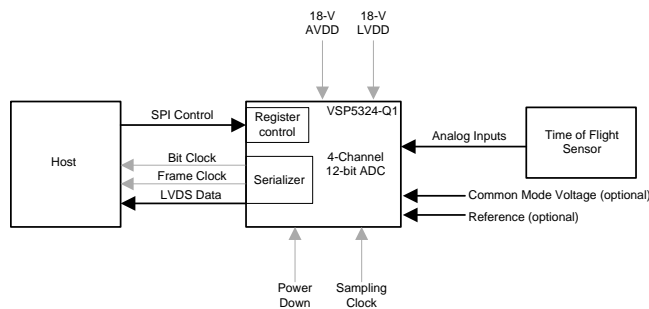 18-V
AVDD
18-V
LVDD
VSP5324-Q1
SPI Control
Register
control
Host
Bit Clock
Frame Clock
LVDS Data
Serializer
4-Channel
12-bit ADC
Analog Inputs
Time of Flight
Sensor
Common Mode Voltage (optional)
Reference (optional)
Power
Down
Sampling
Clock